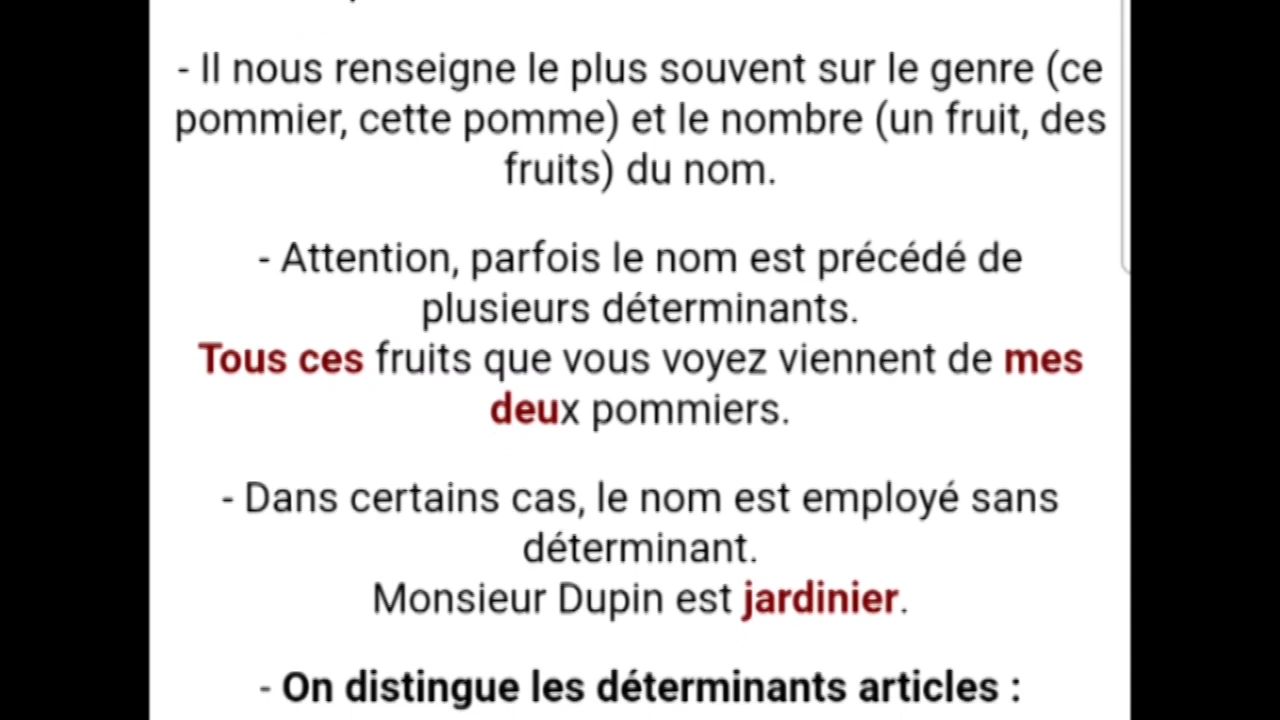 - Il nous renseigne le plus souvent sur le genre (ce
pommier, cette pomme) et le nombre (un fruit, des
fruits) du nom.
- Attention, parfois le nom est précédé de
plusieurs déterminants.
Tous ces fruits que vous voyez viennent de mes
deux pommiers.
- Dans certains cas, le nom est employé sans
déterminant.
Monsieur Dupin est jardinier.
- On distingue les déterminants articles :